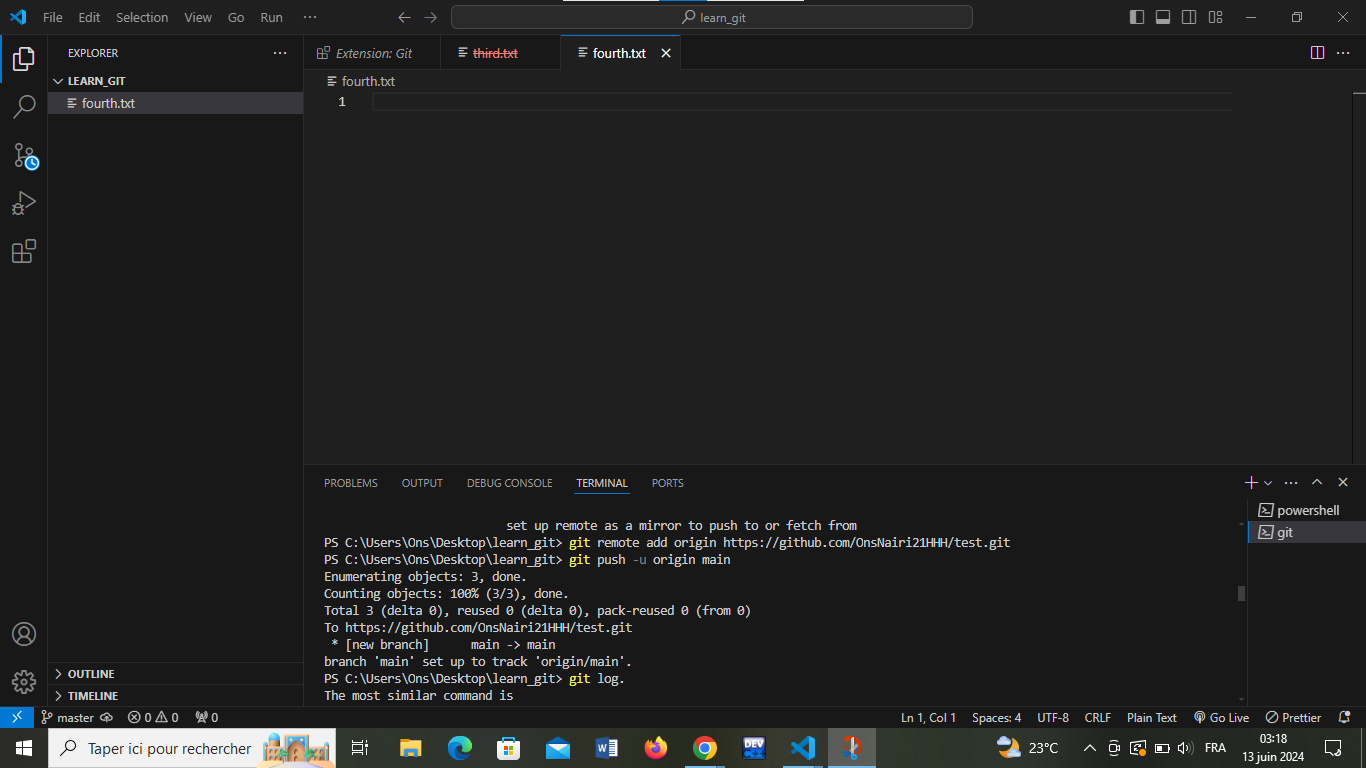 File Edit Selection View Go Run ··· learn_git
EXPLORER ···
LEARN_GIT
fourth.txt
Extension: Git third.txt fourth.txt
fourth.txt
1
OUTLINE
TIMELINE
PROBLEMS OUTPUT DEBUG CONSOLE TERMINAL PORTS
set up remote as a mirror to push to or fetch from
PS C:\Users\Ons\Desktop\learn_git> git remote add origin https://github.com/OnsNairi21HHH/test.git
PS C:\Users\Ons\Desktop\learn_git> git push -u origin main
Enumerating objects: 3, done.
Counting objects: 100% (3/3), done.
Total 3 (delta 0), reused 0 (delta 0), pack-reused 0 (from 0)
To https://github.com/OnsNairi21HHH/test.git
* [new branch] main -> main
branch 'main' set up to track 'origin/main'.
PS C:\Users\Ons\Desktop\learn_git> git log.
The most similar command is
powershell
git
master 0 0 0 Ln 1, Col 1 Spaces: 4 UTF-8 CRLF Plain Text Go Live Prettier
Taper ici pour rechercher
DEV
23°C FRA
03:18
13 juin 2024